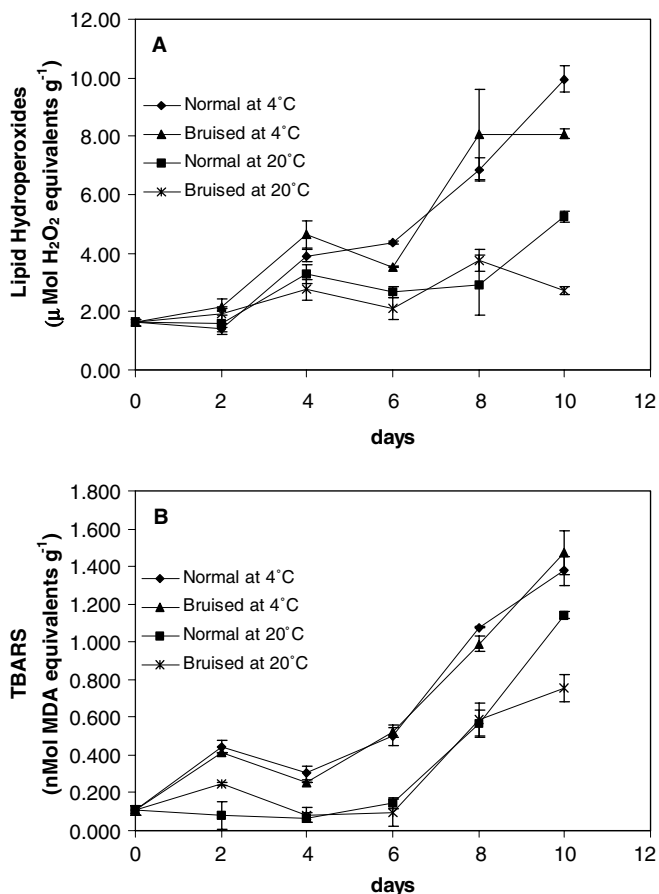 A
12.00
10.00
8.00
6.00
4.00
2.00
0.00
Lipid Hydroperoxides
(µ Mol H₂O₂ equivalents g⁻¹)
Normal at 4˚C
Bruised at 4˚C
Normal at 20˚C
Bruised at 20˚C
0 2 4 6 8 10 12
days
B
1.800
1.600
1.400
1.200
1.000
0.800
0.600
0.400
0.200
0.000
TBARS
(nMol MDA equivalents g⁻¹)
Normal at 4˚C
Bruised at 4˚C
Normal at 20˚C
Bruised at 20˚C
0 2 4 6 8 10 12
days